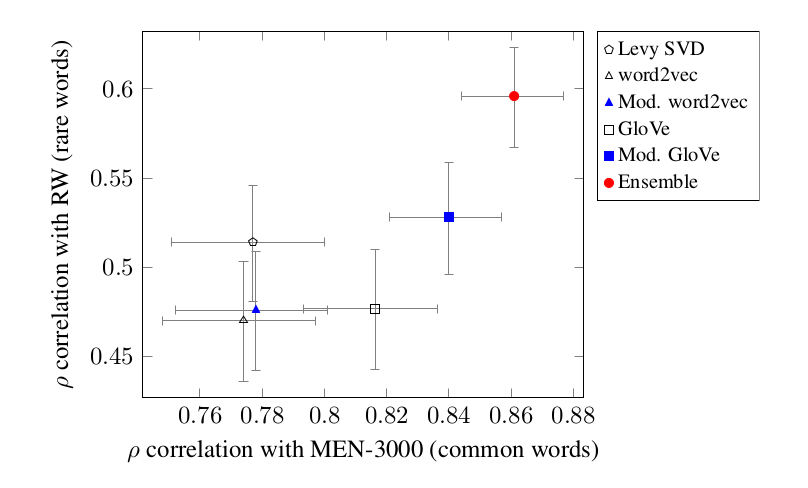 ρ correlation with RW (rare words)
0.6
0.55
0.5
0.45
0.76 0.78 0.8 0.82 0.84 0.86 0.88
ρ correlation with MEN-3000 (common words)
Levy SVD
word2vec
Mod. word2vec
GloVe
Mod. GloVe
Ensemble